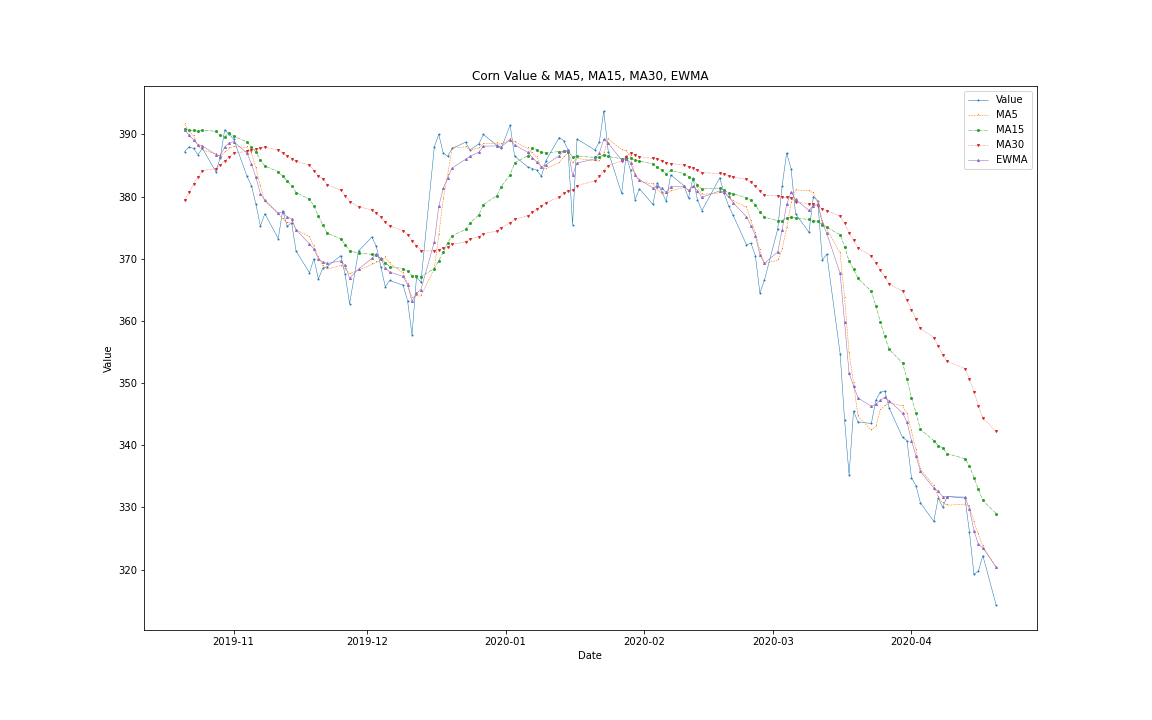 Corn Value & MA5, MA15, MA30, EWMA
Value
MA5
MA15
MA30
EWMA
390
380
370
360
350
340
330
320
Value
2019-11
2019-12
2020-01
2020-02
2020-03
2020-04
Date